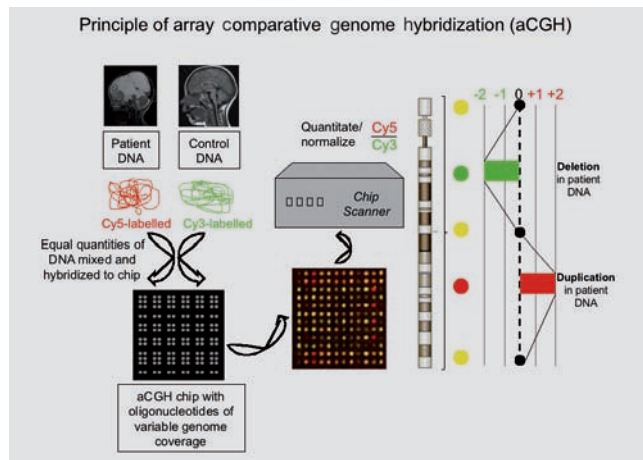 Principle of array comparative genome hybridization (aCGH)
Patient
DNA
Control
DNA
Cy5-labelled
Cy3-labelled
Equal quantities of
DNA mixed and
hybridized to chip
aCGH chip with
oligonucleotides of
variable genome
coverage
Quantitate/
normalize
Cy5
Cy3
Chip
Scanner
-2 -1 0 +1 +2
Deletion
in patient
DNA
Duplication
in patient
DNA